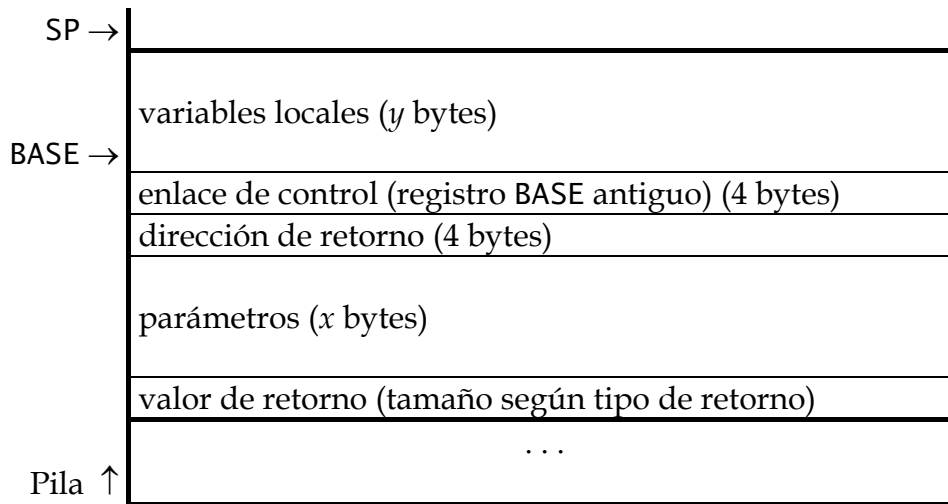 SP →
variables locales (y bytes)
BASE →
enlace de control (registro BASE antiguo) (4 bytes)
dirección de retorno (4 bytes)
parámetros (x bytes)
valor de retorno (tamaño según tipo de retorno)
. . .
Pila ↑